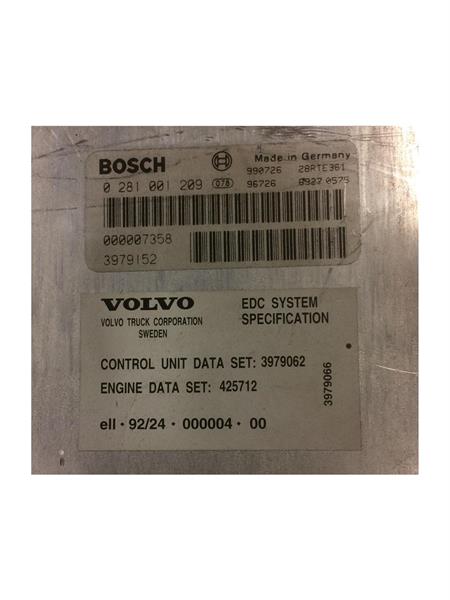 BOSCH
Made in Germany
990726 28RTE361
0 281 001 209 078 96726 9927 0575
000007358
3979152
VOLVO
VOLVO TRUCK CORPORATION
SWEDEN
EDC SYSTEM
SPECIFICATION
CONTROL UNIT DATA SET: 3979062
ENGINE DATA SET: 425712
ell· 92/24 · 000004 · 00
3979066